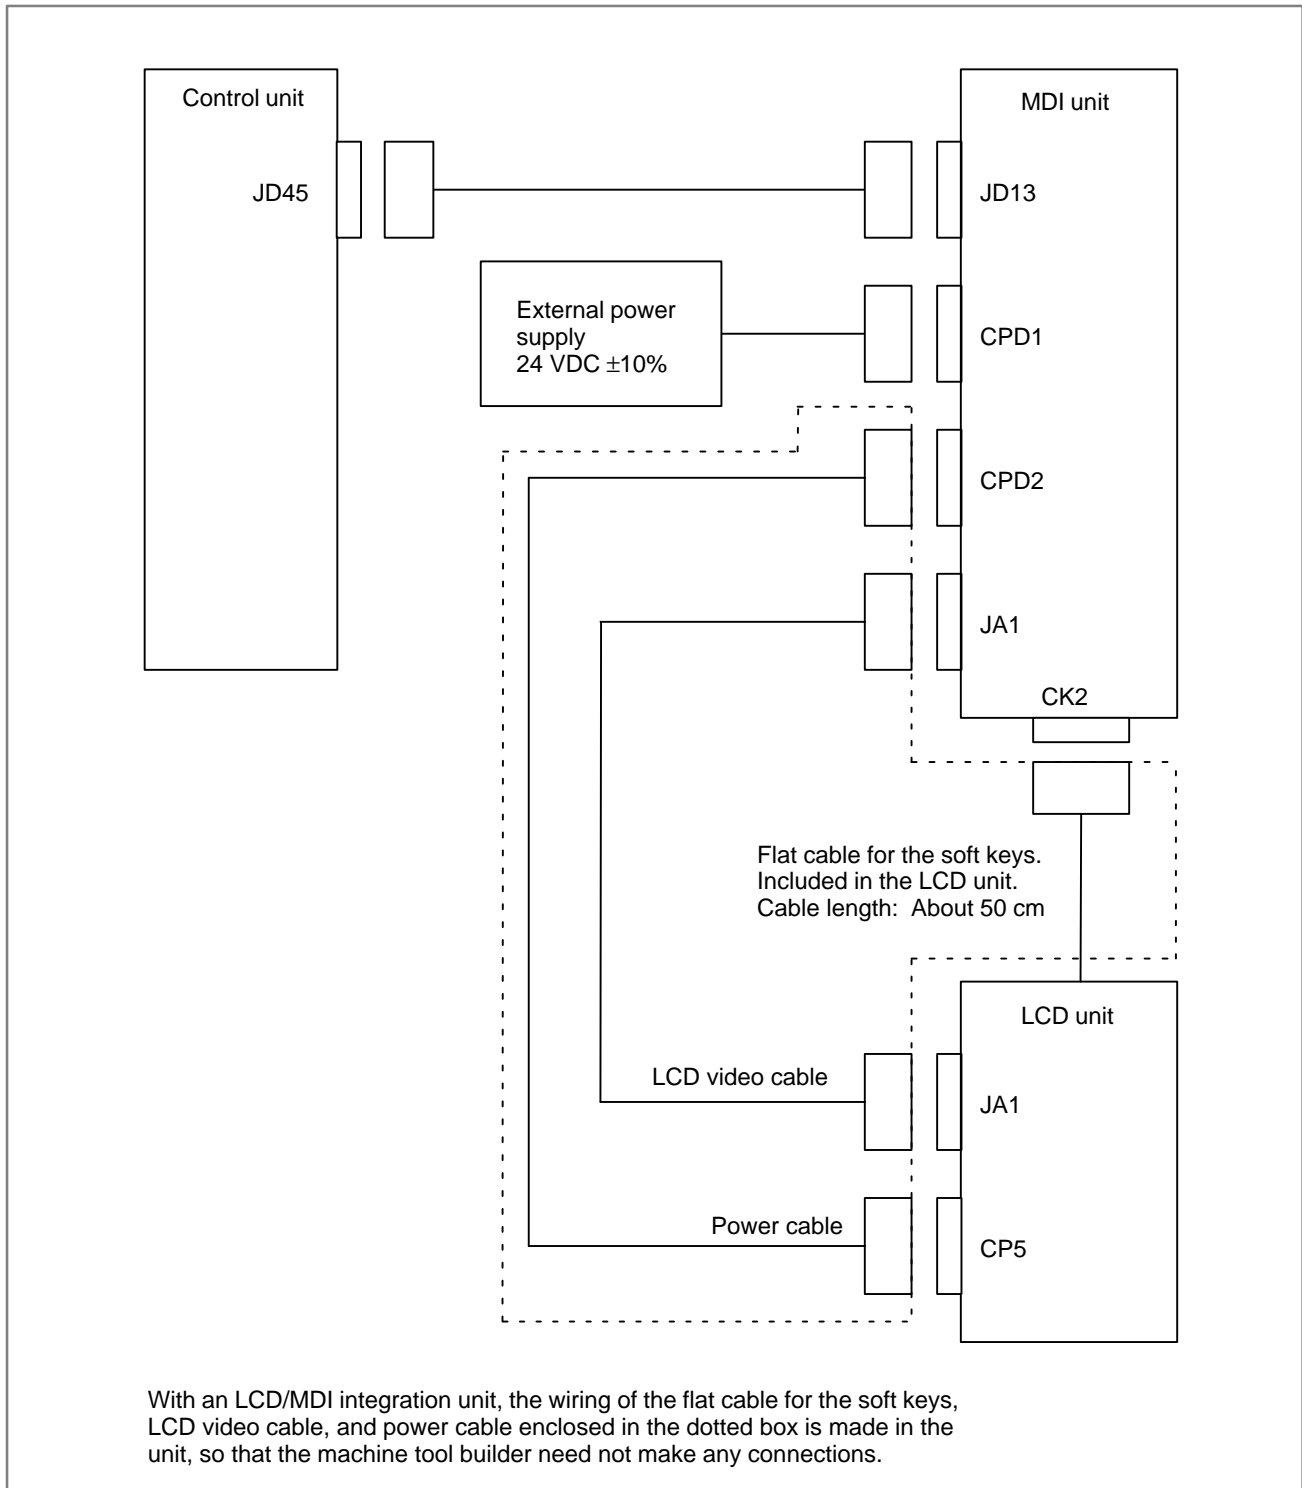 Control unit
MDI unit
JD45
JD13
External power
supply
24 VDC ±10%
CPD1
CPD2
JA1
CK2
Flat cable for the soft keys.
Included in the LCD unit.
Cable length: About 50 cm
LCD unit
LCD video cable
JA1
Power cable
CP5
With an LCD/MDI integration unit, the wiring of the flat cable for the soft keys,
LCD video cable, and power cable enclosed in the dotted box is made in the
unit, so that the machine tool builder need not make any connections.